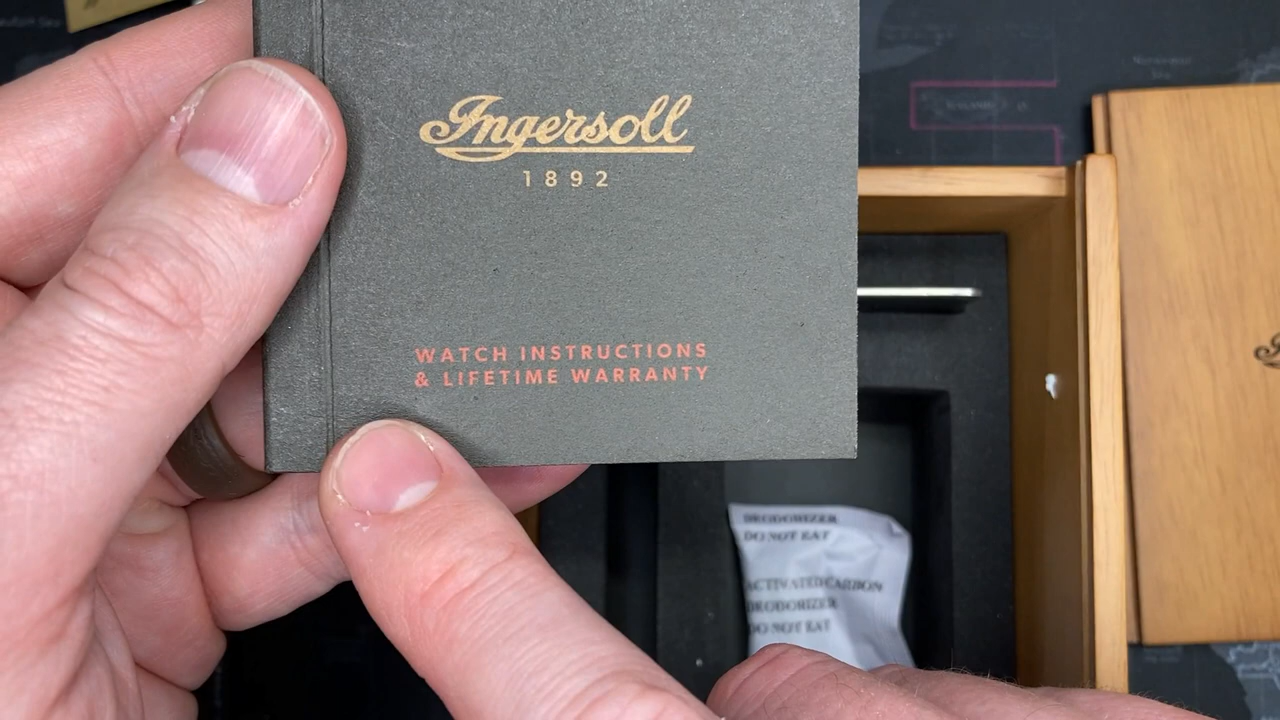 Ingersoll
1892
WATCH INSTRUCTIONS
& LIFETIME WARRANTY
DEODORIZER
DO NOT EAT
ACTIVATED CARBON
DEODORIZER
DO NOT EAT